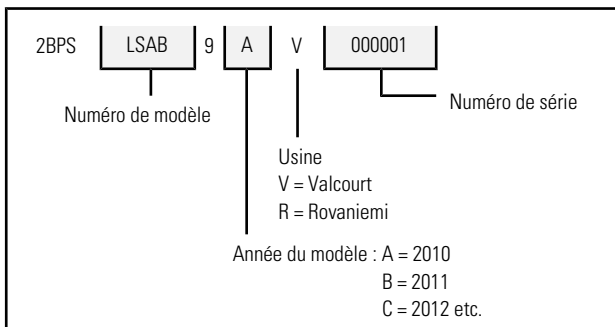 2BPS LSAB 9 A V 000001
Numéro de modèle
Numéro de série
Usine
V = Valcourt
R = Rovaniemi
Année du modèle : A = 2010
B = 2011
C = 2012 etc.